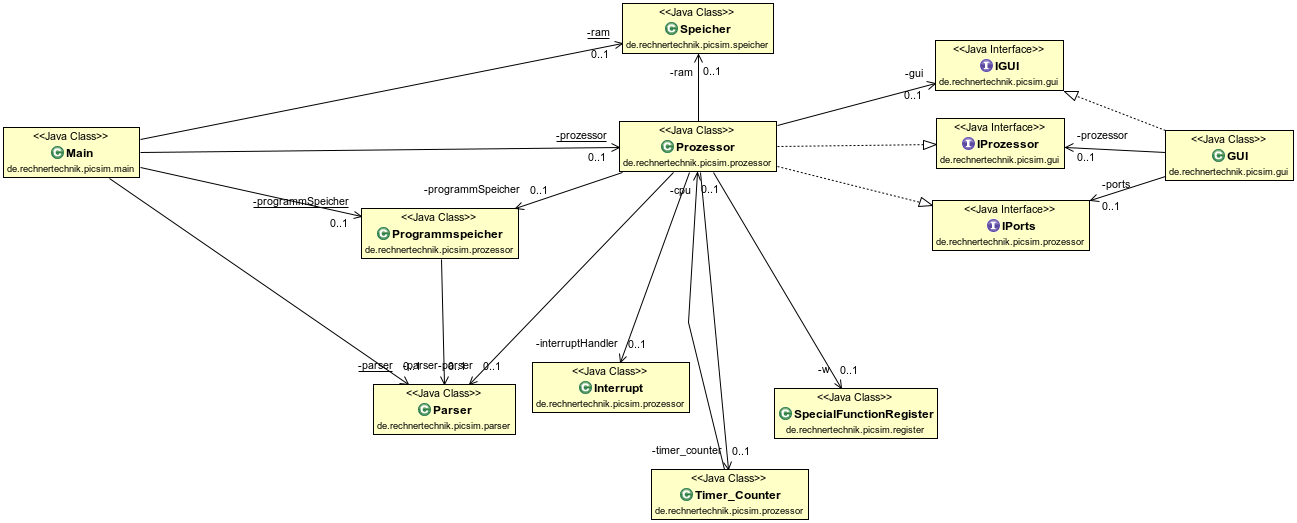 <<Java Class>>
Speicher
de.rechnertechnik.picsim.speicher
-ram
0..1
-ram
0..1
<<Java Interface>>
IGUI
de.rechnertechnik.picsim.gui
-gui
0..1
<<Java Class>>
Main
de.rechnertechnik.picsim.main
-prozessor
0..1
<<Java Class>>
Prozessor
de.rechnertechnik.picsim.prozessor
<<Java Interface>>
IProzessor
de.rechnertechnik.picsim.gui
-prozessor
0..1
<<Java Class>>
GUI
de.rechnertechnik.picsim.gui
-ports
0..1
<<Java Interface>>
IPorts
de.rechnertechnik.picsim.prozessor
-programmSpeicher
0..1
-programmSpeicher
0..1
-cpu
0..1
<<Java Class>>
Programmspeicher
de.rechnertechnik.picsim.prozessor
-parser
0..1
-parser
-parser
0..1
0..1
<<Java Class>>
Parser
de.rechnertechnik.picsim.parser
-interruptHandler
0..1
<<Java Class>>
Interrupt
de.rechnertechnik.picsim.prozessor
-w
0..1
<<Java Class>>
SpecialFunctionRegister
de.rechnertechnik.picsim.register
-timer_counter
0..1
<<Java Class>>
Timer_Counter
de.rechnertechnik.picsim.prozessor